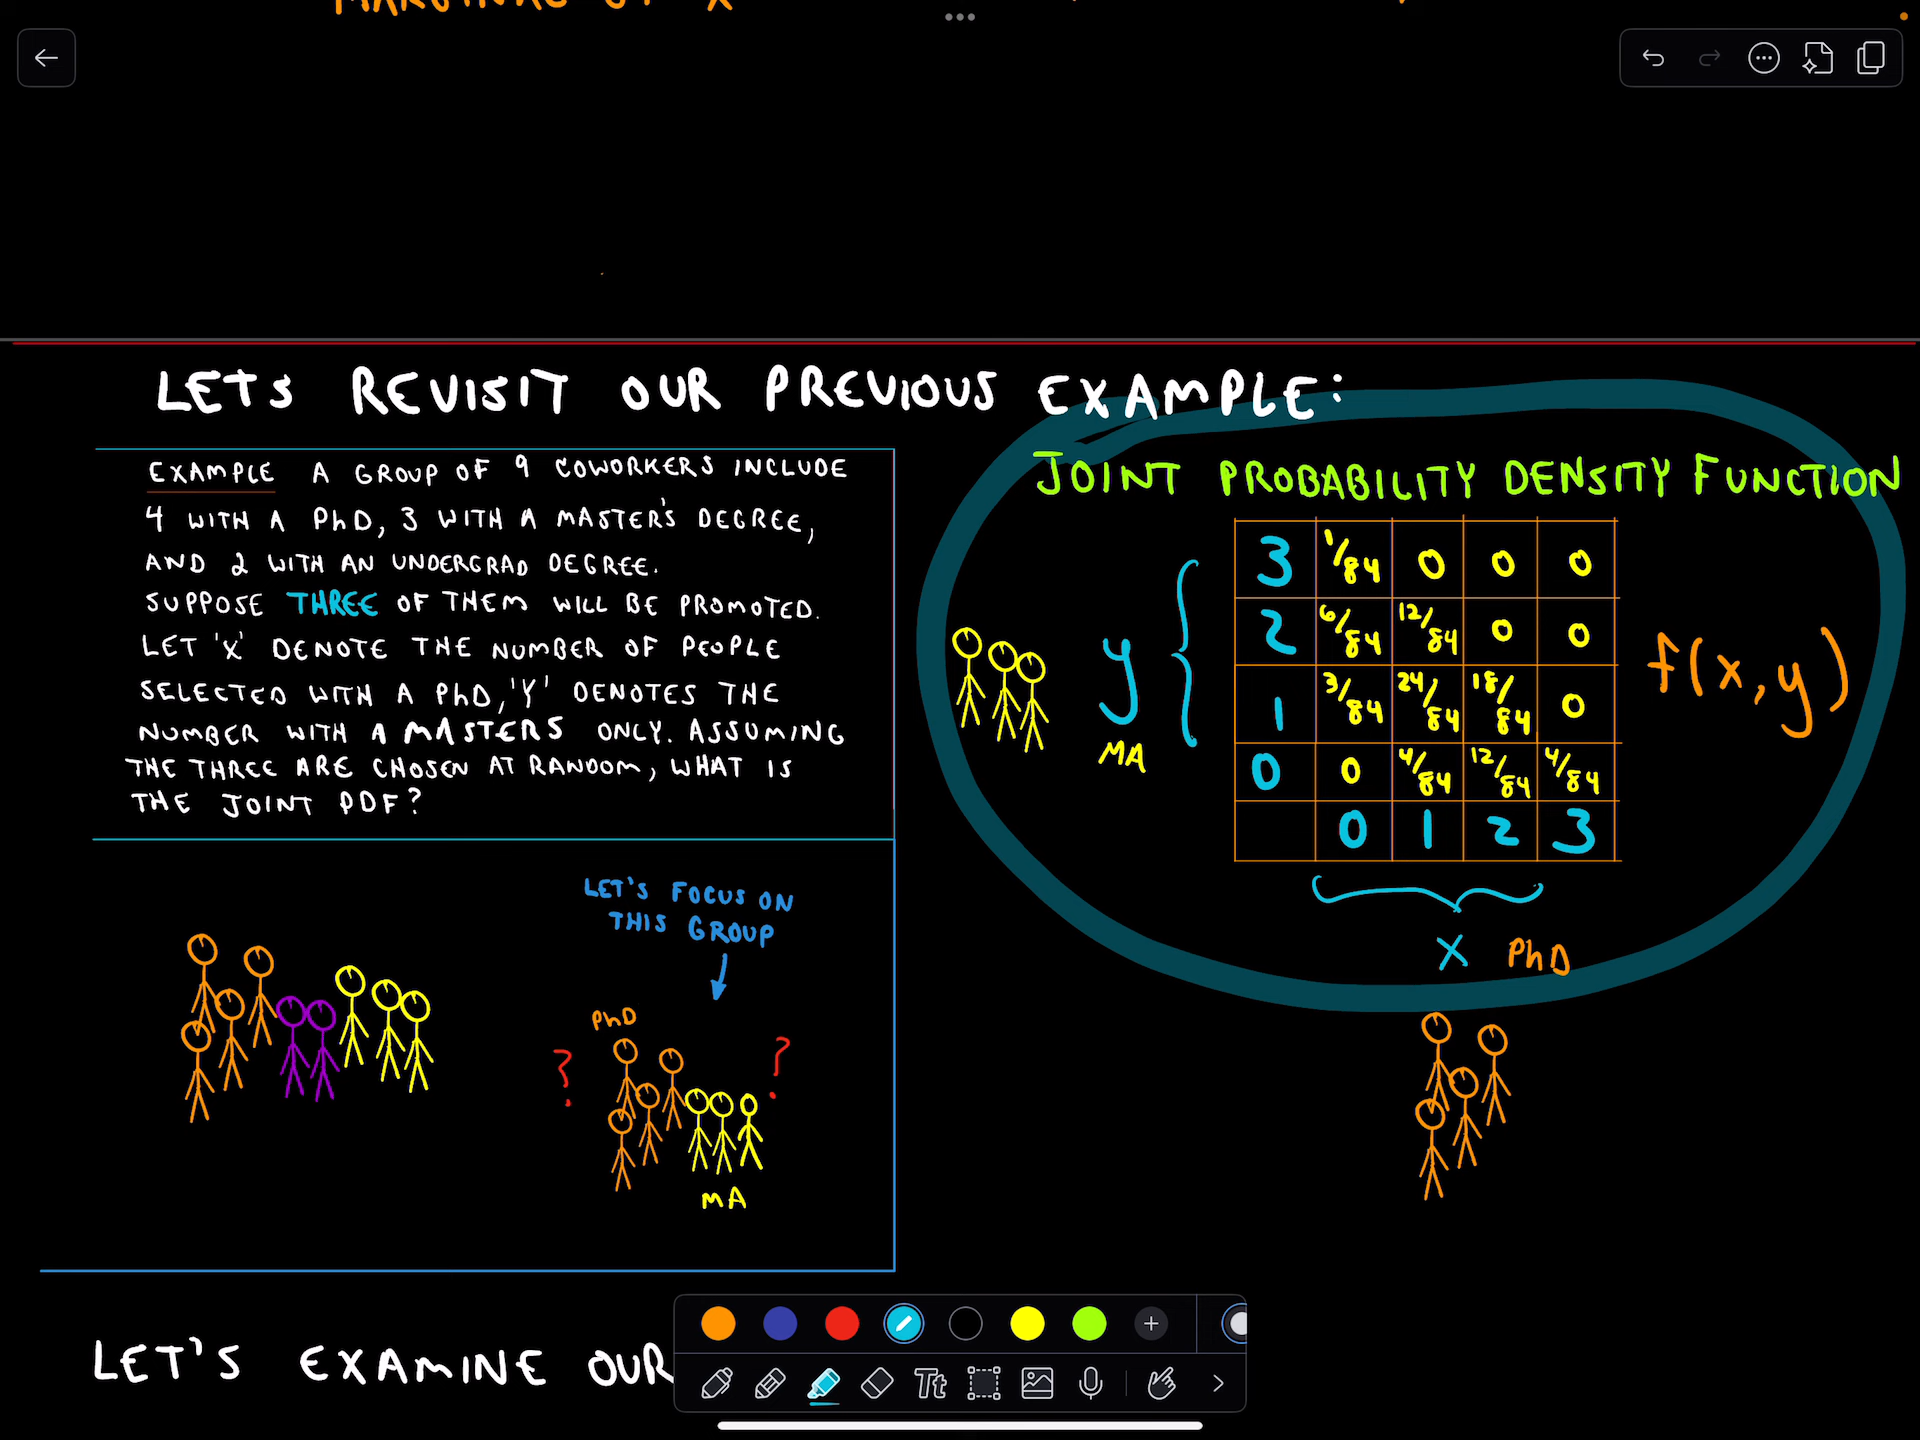 MARGINAL OF X
LETS REVISIT OUR PREVIOUS EXAMPLE:
EXAMPLE A GROUP OF 9 COWORKERS INCLUDE
4 WITH A PhD, 3 WITH A MASTER'S DEGREE,
AND 2 WITH AN UNDERGRAD DEGREE.
SUPPOSE THREE OF THEM WILL BE PROMOTED.
LET 'X' DENOTE THE NUMBER OF PEOPLE
SELECTED WITH A PhD, 'Y' DENOTES THE
NUMBER WITH A MASTERS ONLY. ASSUMING
THE THREE ARE CHOSEN AT RANDOM, WHAT IS
THE JOINT PDF?
JOINT PROBABILITY DENSITY FUNCTION
3 1/84 0 0 0
2 6/84 12/84 0 0
1 3/84 24/84 18/84 0
0 0 4/84 12/84 4/84
0 1 2 3
y
MA
f(x,y)
X PhD
LET'S FOCUS ON
THIS GROUP
PhD
? ?
MA
LET'S EXAMINE OUR
Tt